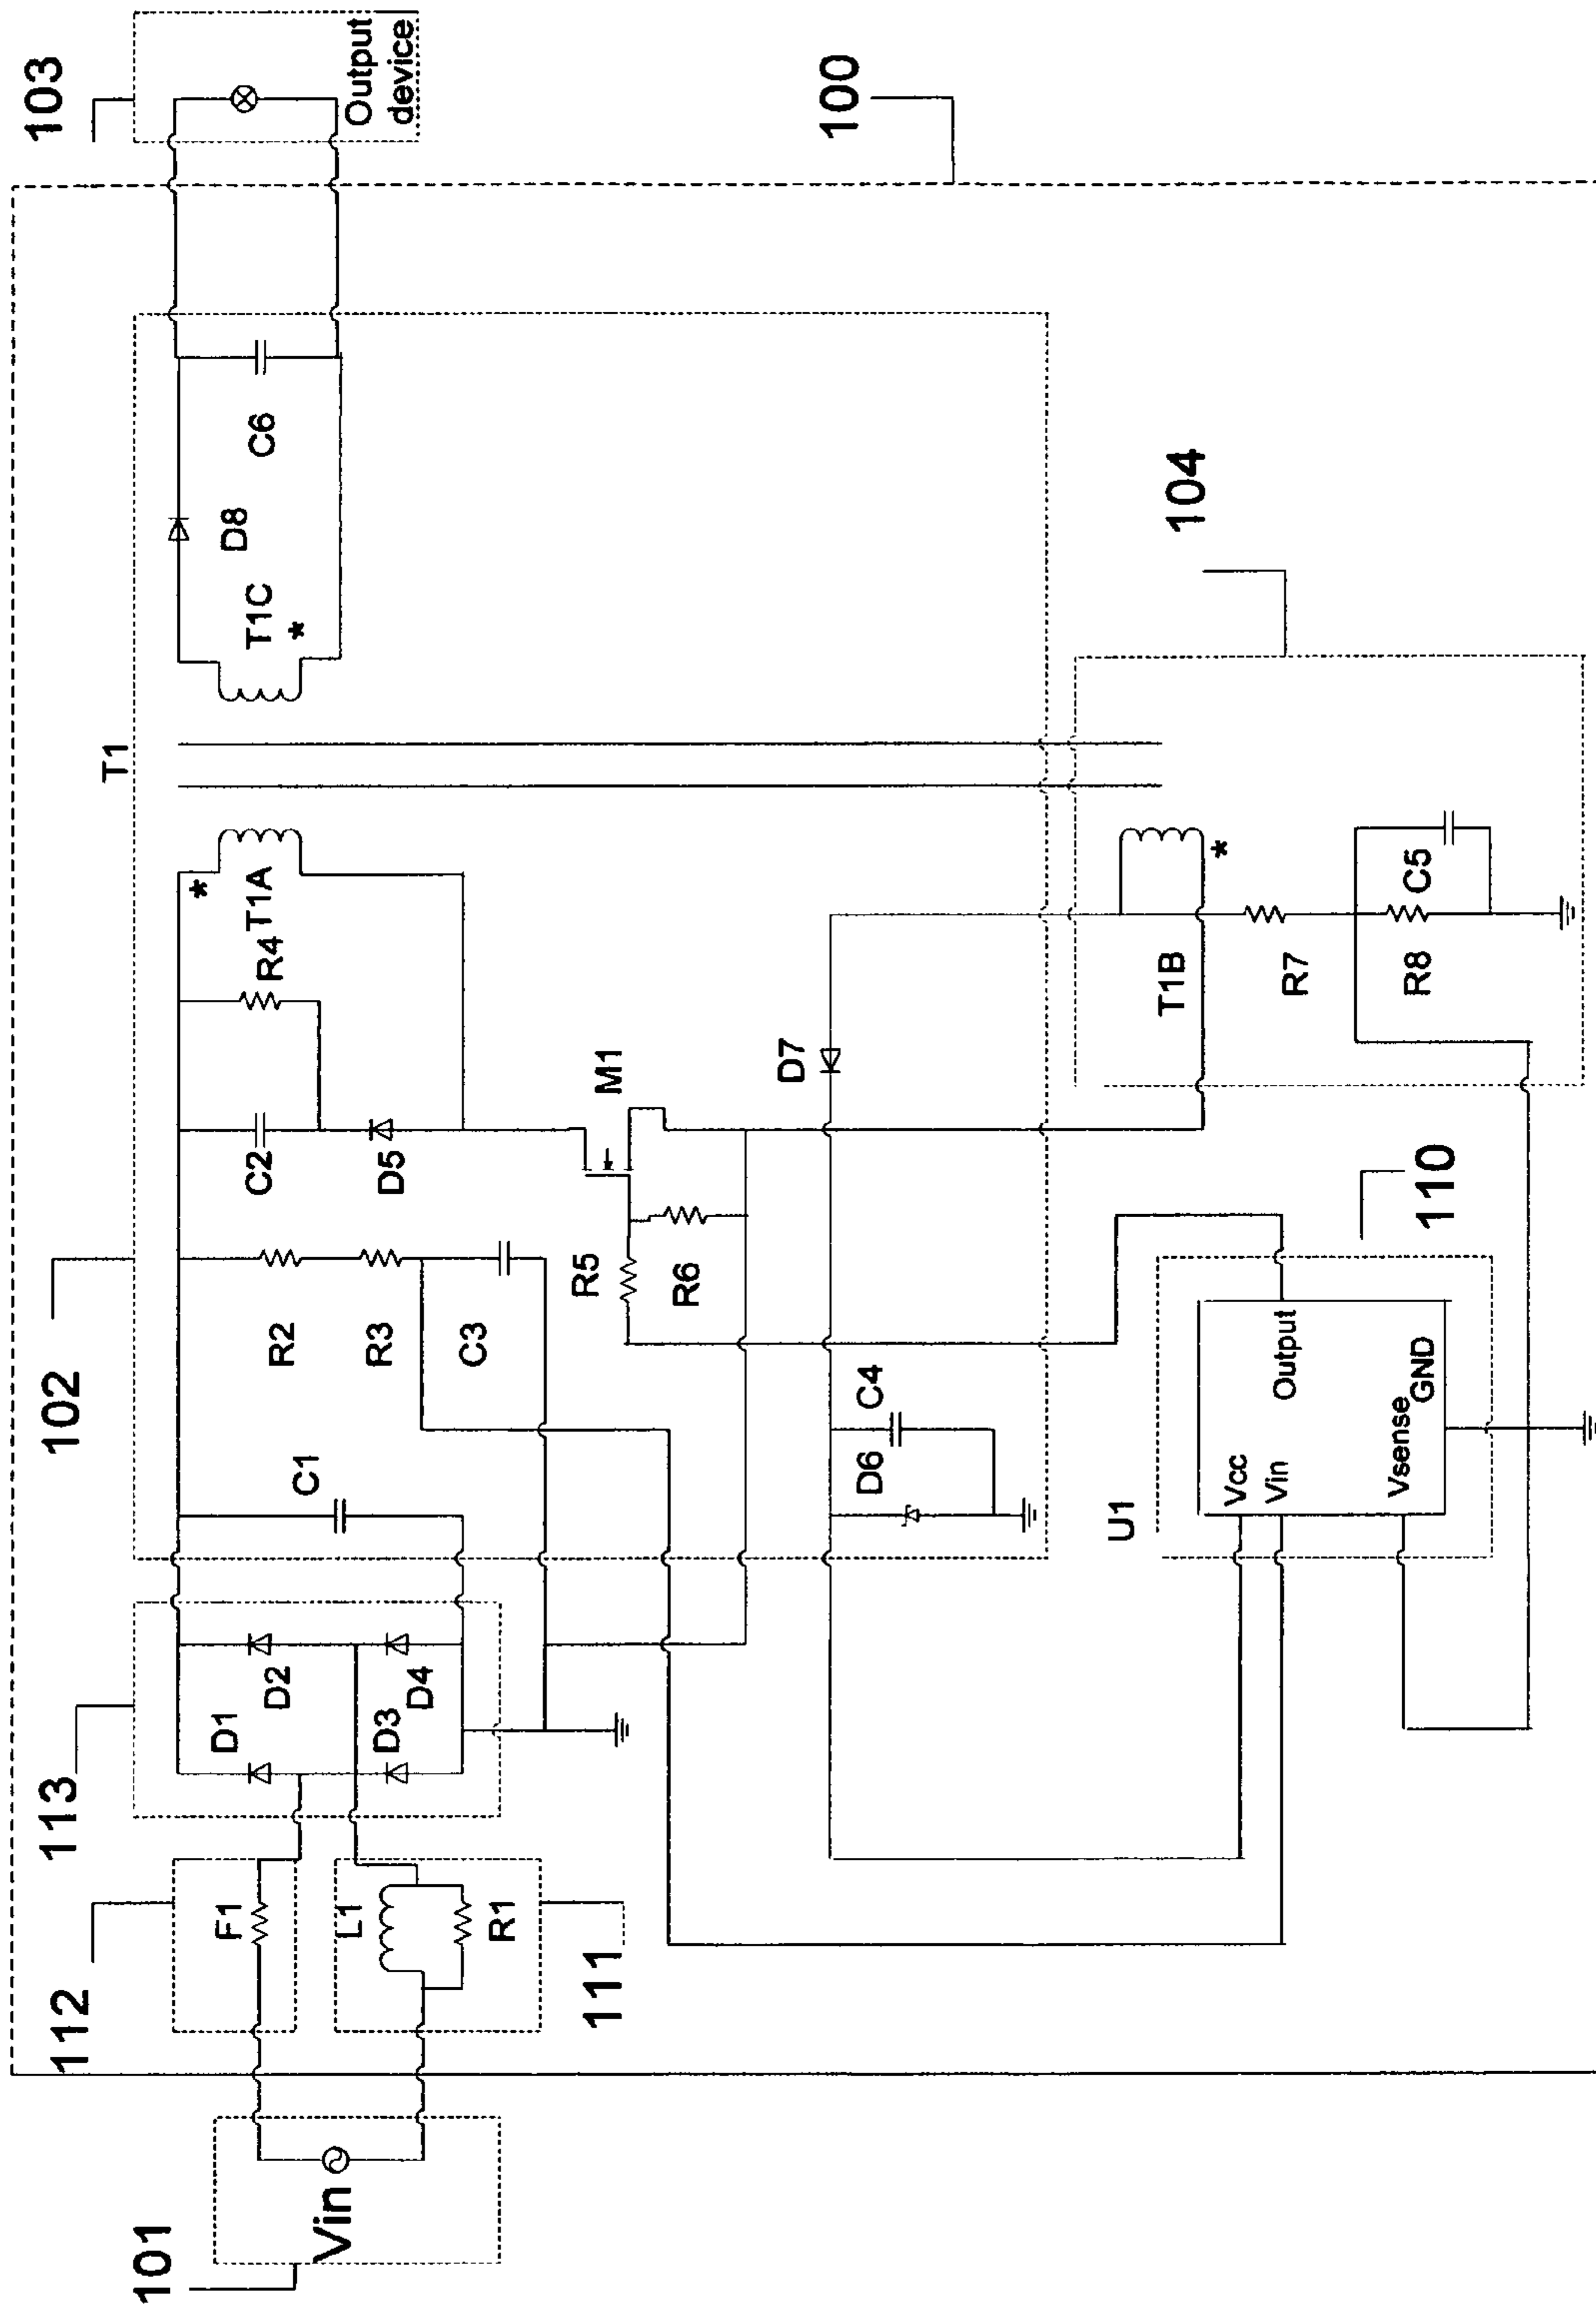 101
Vin
112
F1
L1
R1
111
113
D1
D2
D3
D4
102
C1
R2
R3
C3
C2
D5
R4
T1A
*
T1
T1C
*
D8
C6
103
Output
device
100
M1
R5
R6
D7
C4
D6
104
T1B
*
R7
R8
C5
U1
110
Vcc
Vin
Output
Vsense
GND